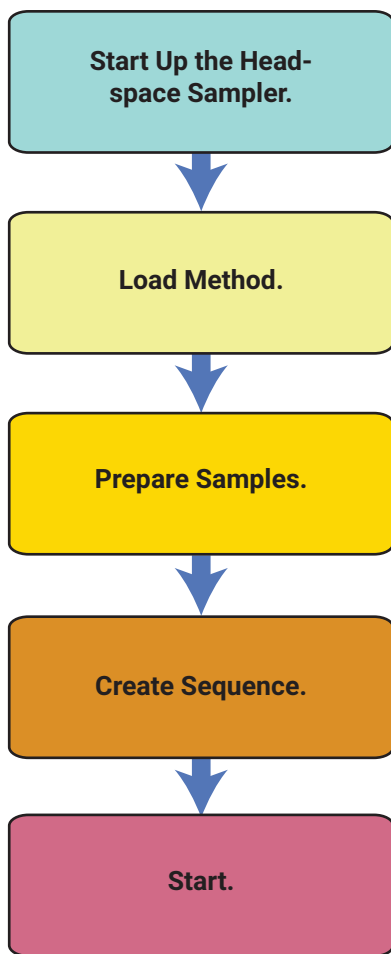 Start Up the Head-
space Sampler.
Load Method.
Prepare Samples.
Create Sequence.
Start.